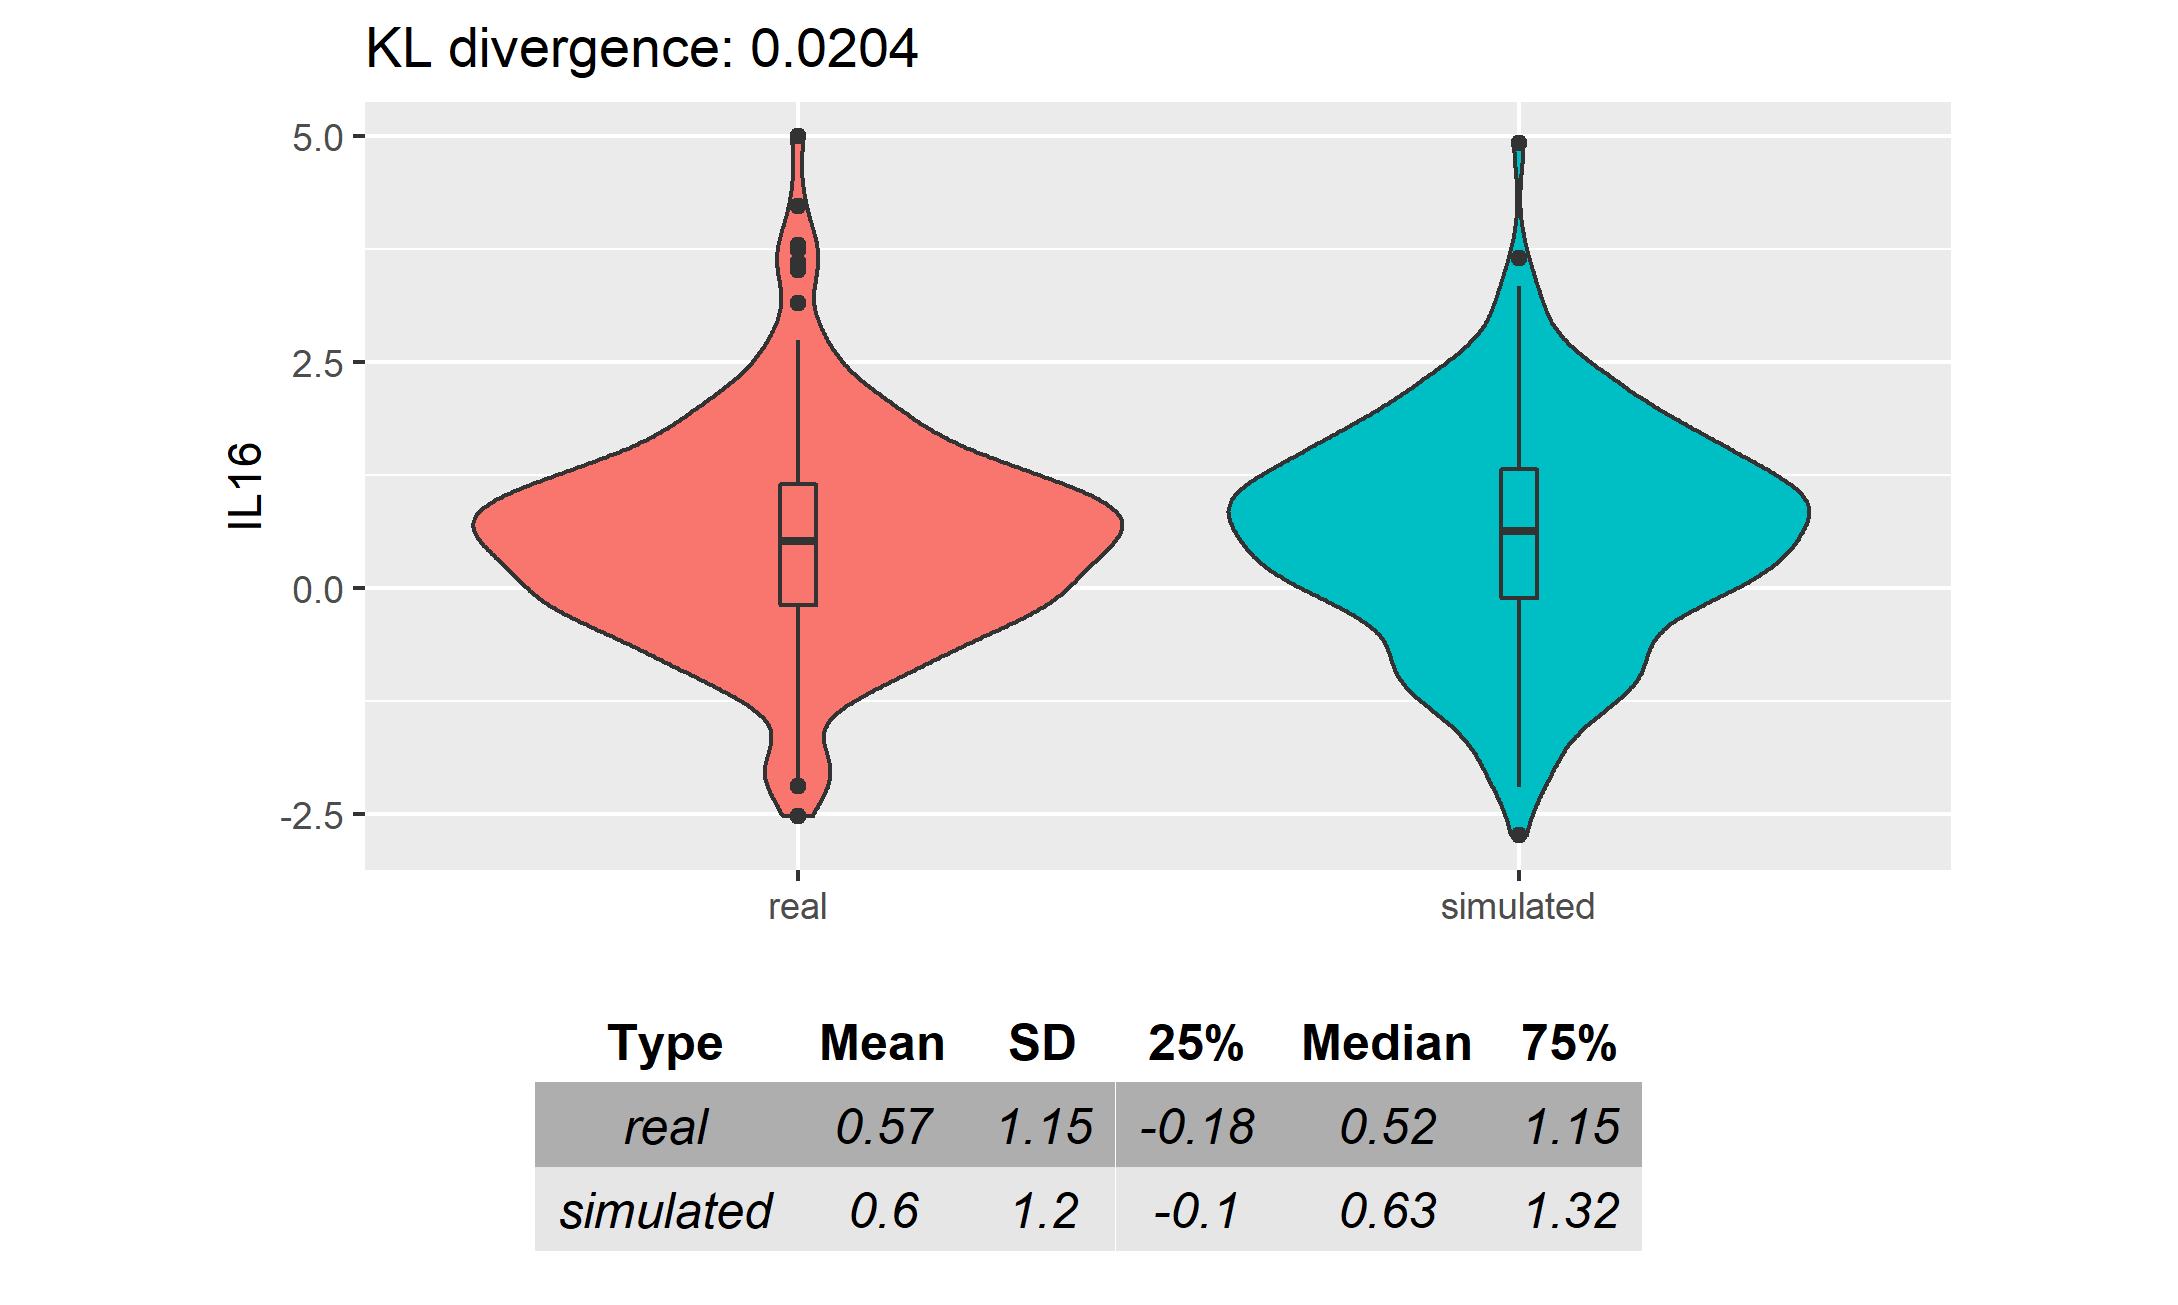 KL divergence: 0.0204
5.0
2.5
0.0
-2.5
IL16
real simulated
Type Mean SD 25% Median 75%
real 0.57 1.15 -0.18 0.52 1.15
simulated 0.6 1.2 -0.1 0.63 1.32